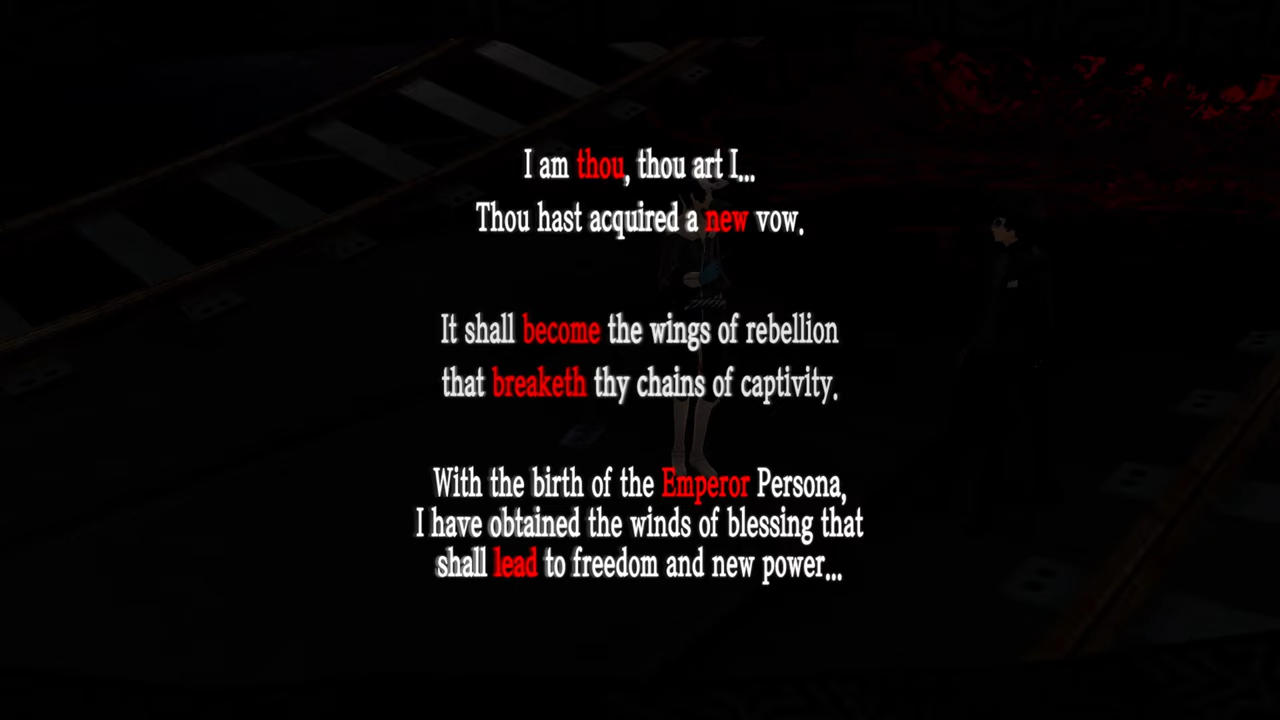 I am thou, thou art I...
Thou hast acquired a new vow.
It shall become the wings of rebellion
that breaketh thy chains of captivity.
With the birth of the Emperor Persona,
I have obtained the winds of blessing that
shall lead to freedom and new power...